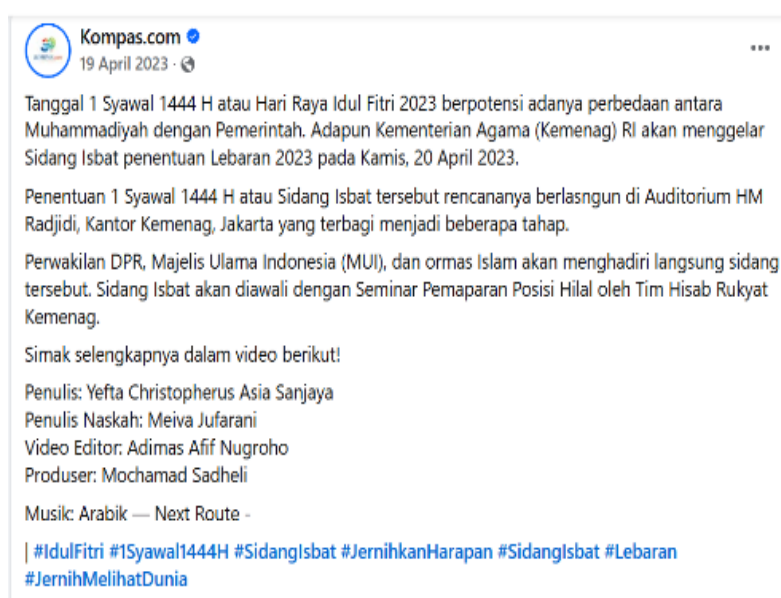 Kompas.com
19 April 2023 ·
Tanggal 1 Syawal 1444 H atau Hari Raya Idul Fitri 2023 berpotensi adanya perbedaan antara
Muhammadiyah dengan Pemerintah. Adapun Kementerian Agama (Kemenag) RI akan menggelar
Sidang Isbat penentuan Lebaran 2023 pada Kamis, 20 April 2023.
Penentuan 1 Syawal 1444 H atau Sidang Isbat tersebut rencananya berlasngun di Auditorium HM
Radjidi, Kantor Kemenag, Jakarta yang terbagi menjadi beberapa tahap.
Perwakilan DPR, Majelis Ulama Indonesia (MUI), dan ormas Islam akan menghadiri langsung sidang
tersebut. Sidang Isbat akan diawali dengan Seminar Pemaparan Posisi Hilal oleh Tim Hisab Rukyat
Kemenag.
Simak selengkapnya dalam video berikut!
Penulis: Yefta Christopherus Asia Sanjaya
Penulis Naskah: Meiva Jufarani
Video Editor: Adimas Afif Nugroho
Produser: Mochamad Sadheli
Musik: Arabik — Next Route -
| #IdulFitri #1Syawal1444H #SidangIsbat #JernihkanHarapan #SidangIsbat #Lebaran
#JernihMelihatDunia